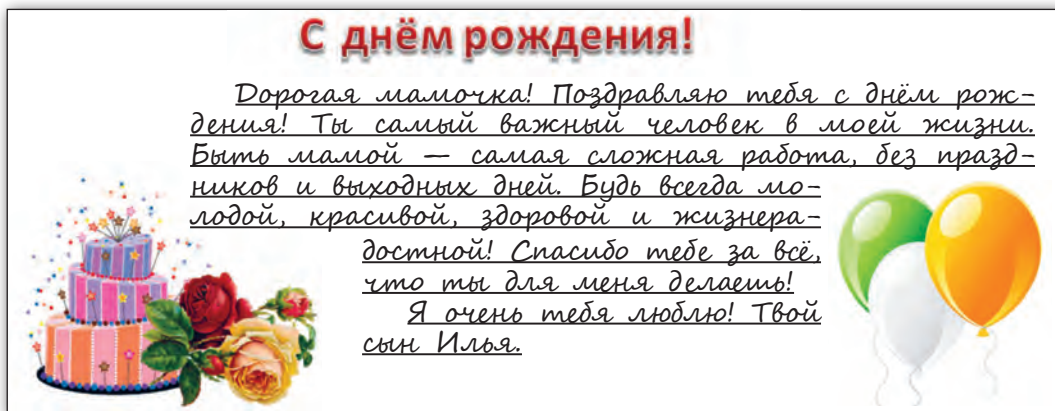 С днём рождения!
Дорогая мамочка! Поздравляю тебя с днём рож-
дения! Ты самый важный человек в моей жизни.
Быть мамой — самая сложная работа, без празд-
ников и выходных дней. Будь всегда мо-
лодой, красивой, здоровой и жизнера-
достной! Спасибо тебе за всё,
что ты для меня делаешь!
Я очень тебя люблю! Твой
сын Илья.